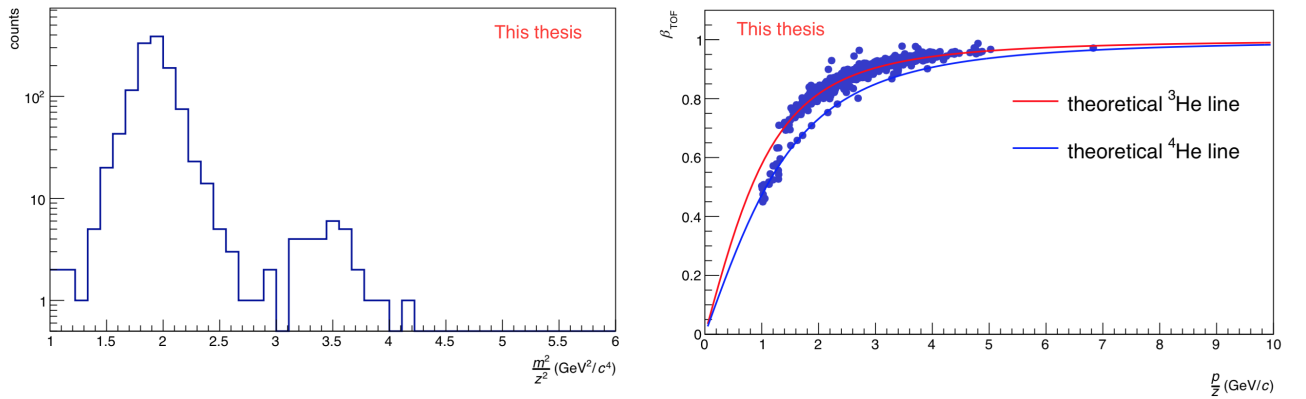 counts
This thesis
10²
10
1
1 1.5 2 2.5 3 3.5 4 4.5 5 5.5 6
m²/z² (GeV²/c⁴)
β_TOF
This thesis
1
0.8
0.6
0.4
0.2
0
theoretical ³He line
theoretical ⁴He line
0 1 2 3 4 5 6 7 8 9 10
p/z (GeV/c)